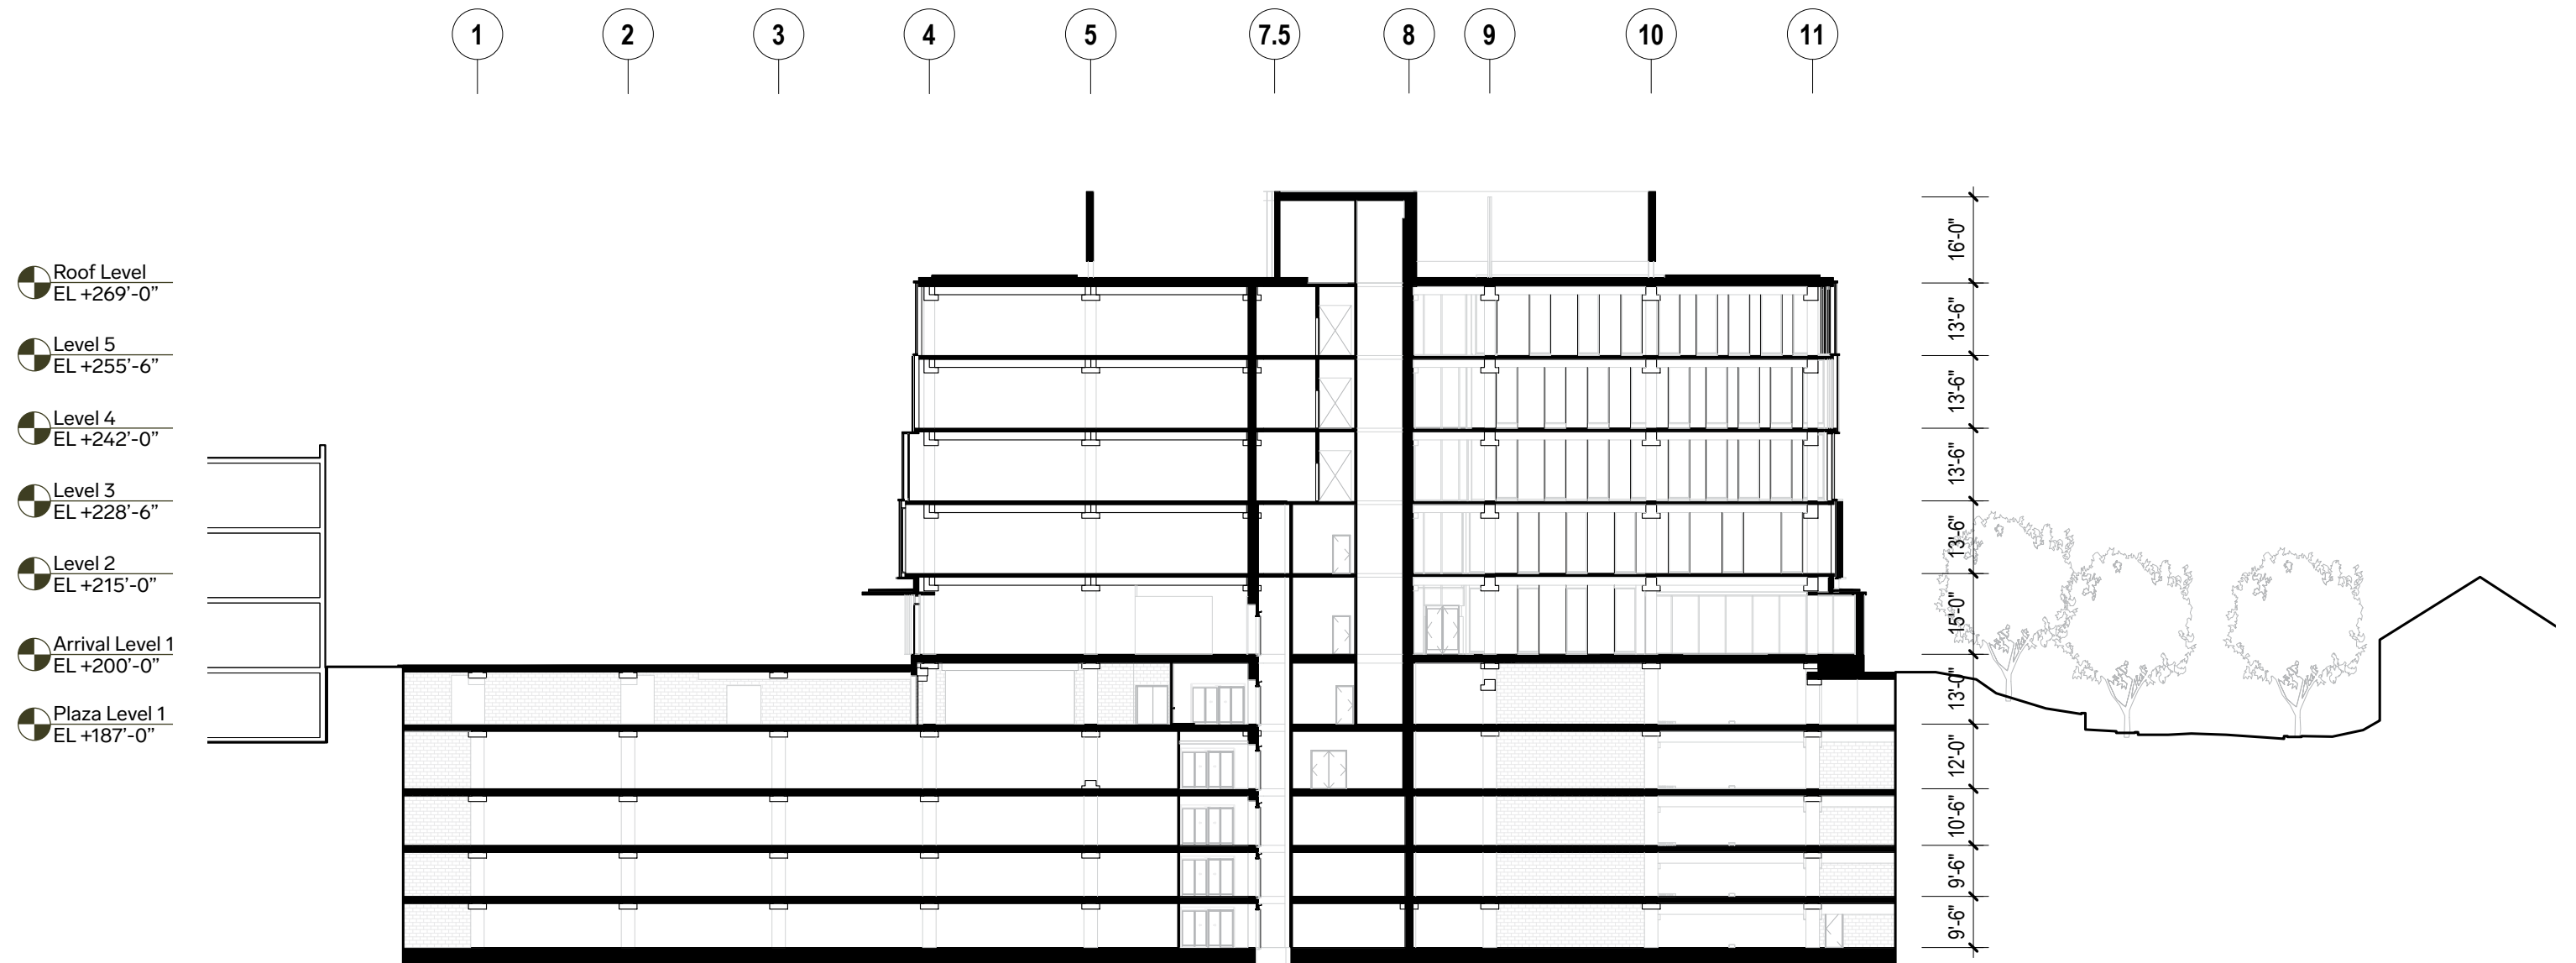 1 2 3 4 5 7.5 8 9 10 11
Roof Level
EL +269’-0”
Level 5
EL +255’-6”
Level 4
EL +242’-0”
Level 3
EL +228’-6”
Level 2
EL +215’-0”
Arrival Level 1
EL +200’-0”
Plaza Level 1
EL +187’-0”
16'-0"
13'-6"
13'-6"
13'-6"
13'-6"
15'-0"
13'-0"
12'-0"
10'-6"
9'-6"
9'-6"